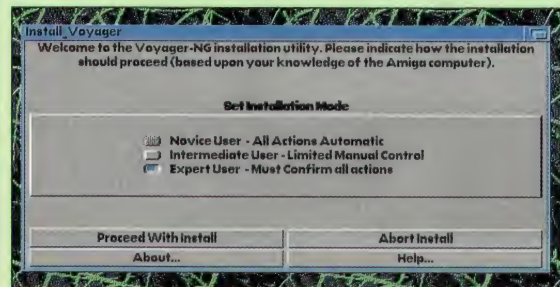 Install_Voyager
Welcome to the Voyager-NG installation utility. Please indicate how the installation
should proceed (based upon your knowledge of the Amiga computer).
Set Installation Mode
Novice User - All Actions Automatic
Intermediate User - Limited Manual Control
Expert User - Must Confirm all actions
Proceed With Install
Abort Install
About...
Help...